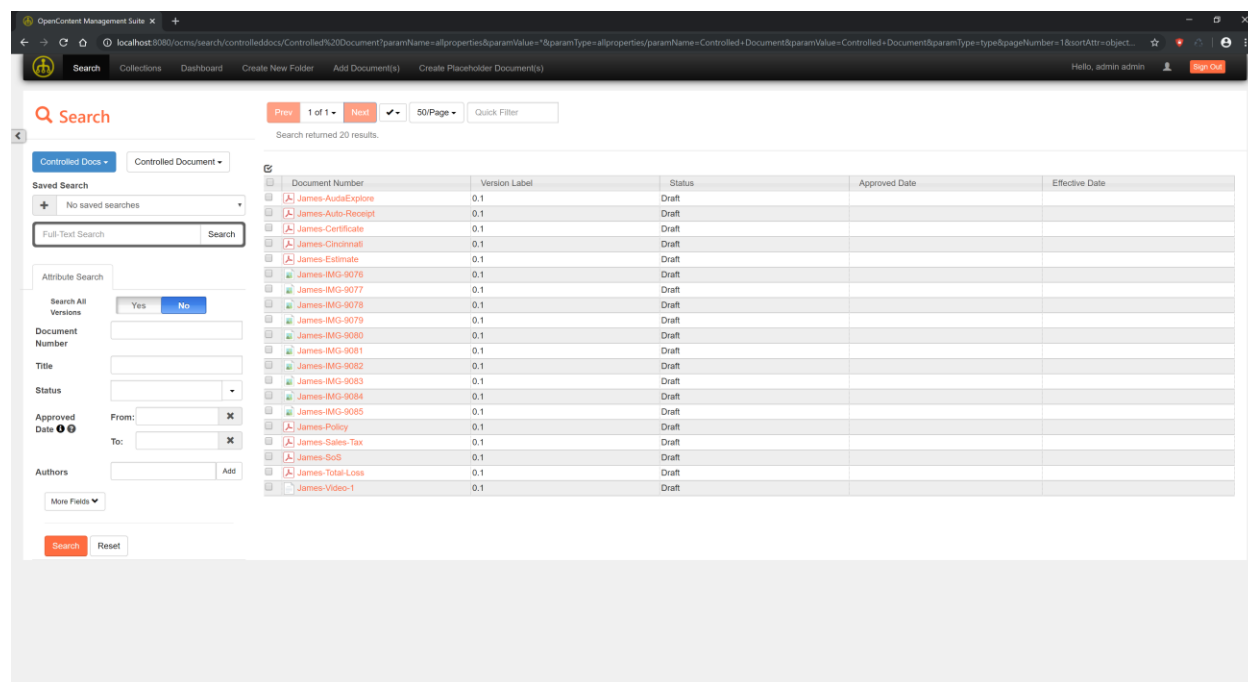 OpenContent Management Suite
localhost:8080/ocms/search/controlleddocs/Controlled%20Document?paramName=allproperties&paramValue=*&paramType=allproperties/paramName=Controlled+Document&paramValue=Controlled+Document&paramType=type&pageNumber=1&sortAttr=object...
Search Collections Dashboard Create New Folder Add Document(s) Create Placeholder Document(s) Hello, admin admin Sign Out
Search
Prev 1 of 1 Next 50/Page Quick Filter
Search returned 20 results.
Controlled Docs Controlled Document
Saved Search
No saved searches
Full-Text Search Search
Attribute Search
Search All Versions Yes No
Document Number
Title
Status
Approved Date From:
To:
Authors Add
More Fields
Search Reset
Document Number Version Label Status Approved Date Effective Date
James-AudaExplore 0.1 Draft
James-Auto-Receipt 0.1 Draft
James-Certificate 0.1 Draft
James-Cincinnati 0.1 Draft
James-Estimate 0.1 Draft
James-IMG-9076 0.1 Draft
James-IMG-9077 0.1 Draft
James-IMG-9078 0.1 Draft
James-IMG-9079 0.1 Draft
James-IMG-9080 0.1 Draft
James-IMG-9081 0.1 Draft
James-IMG-9082 0.1 Draft
James-IMG-9083 0.1 Draft
James-IMG-9084 0.1 Draft
James-IMG-9085 0.1 Draft
James-Policy 0.1 Draft
James-Sales-Tax 0.1 Draft
James-SoS 0.1 Draft
James-Total-Loss 0.1 Draft
James-Video-1 0.1 Draft